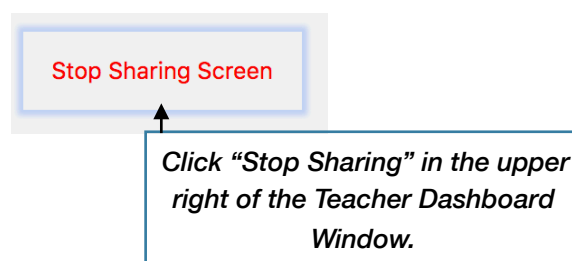 Stop Sharing Screen
Click “Stop Sharing” in the upper
right of the Teacher Dashboard
Window.